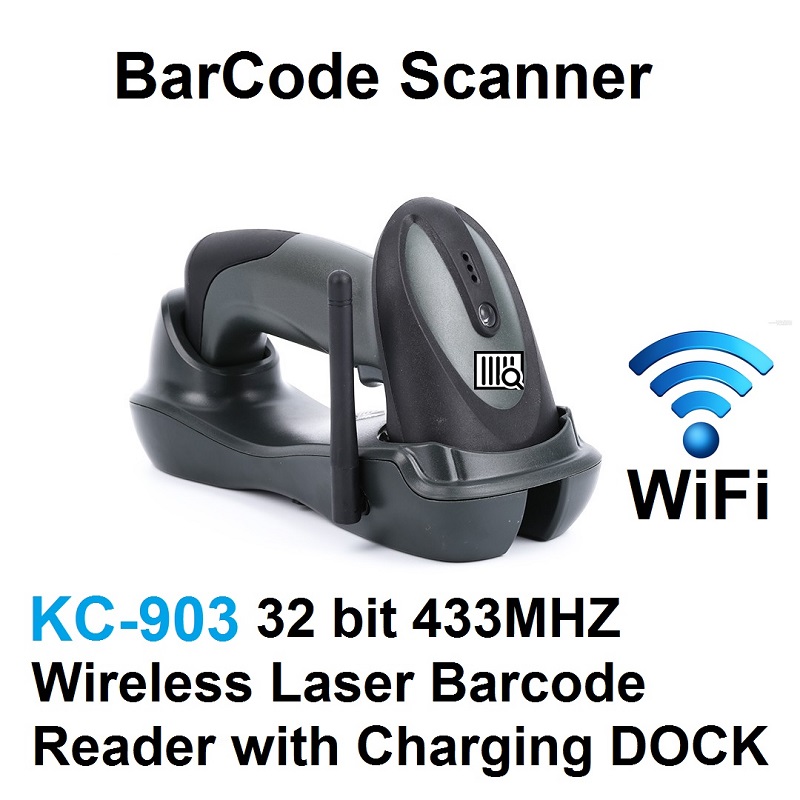 BarCode Scanner
WiFi
KC-903 32 bit 433MHZ
Wireless Laser Barcode
Reader with Charging DOCK